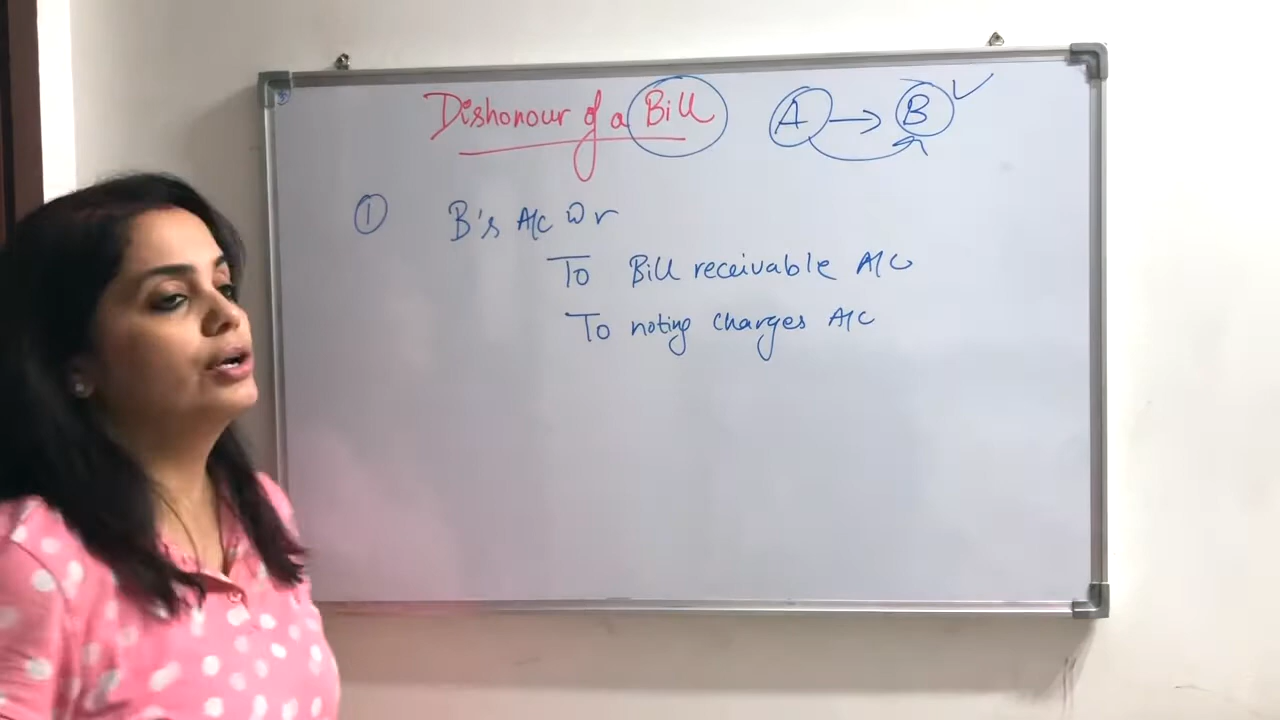 Dishonour of a Bill A → B
① B's A/c Dr
To Bill receivable A/c
To noting charges A/c